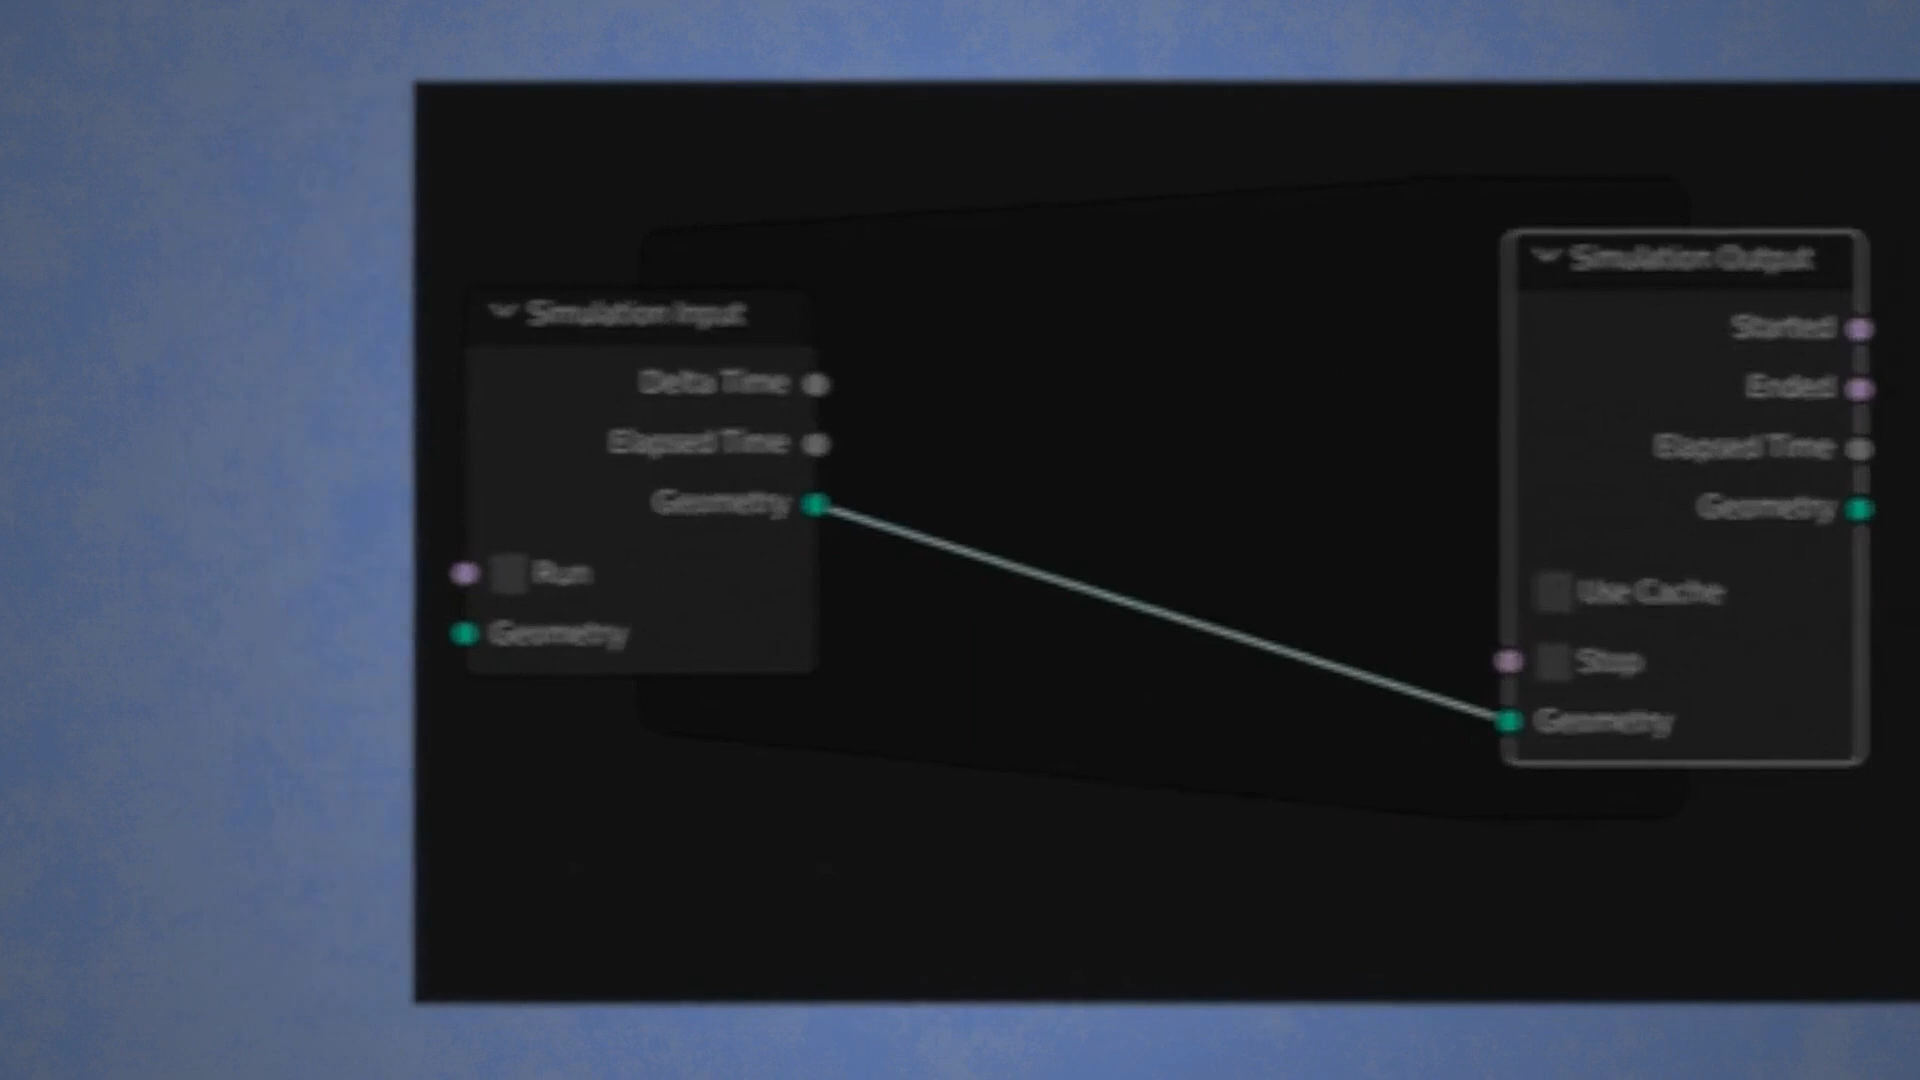 Simulation Input
Delta Time
Elapsed Time
Geometry
Run
Geometry
Simulation Output
Started
Ended
Elapsed Time
Geometry
Use Cache
Stop
Geometry